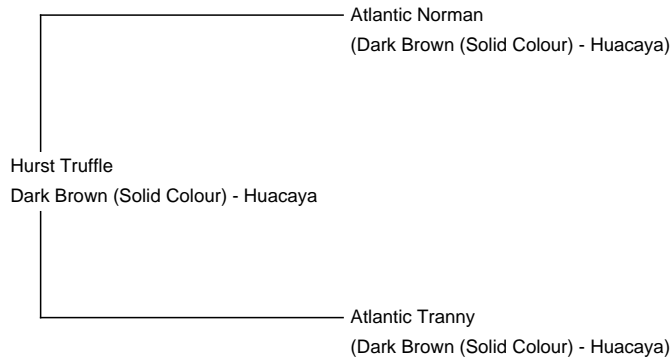 Atlantic Norman
(Dark Brown (Solid Colour) - Huacaya)
Hurst Truffle
Dark Brown (Solid Colour) - Huacaya
Atlantic Tranny
(Dark Brown (Solid Colour) - Huacaya)